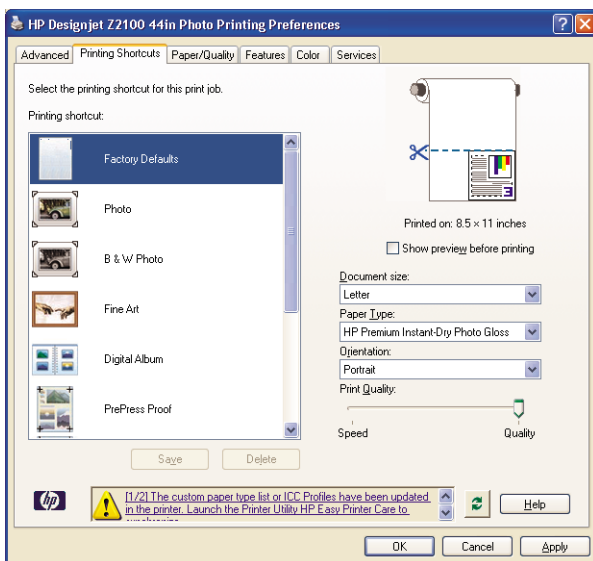 HP Designjet Z2100 44in Photo Printing Preferences
Advanced Printing Shortcuts Paper/Quality Features Color Services
Select the printing shortcut for this print job.
Printing shortcut:
Factory Defaults
Photo
B & W Photo
Fine Art
Digital Album
PrePress Proof
Save Delete
3
Printed on: 8.5 × 11 inches
Show preview before printing
Document size:
Letter
Paper Type:
HP Premium Instant-Dry Photo Gloss
Orientation:
Portrait
Print Quality:
Speed Quality
hp
[1/2] The custom paper type list or ICC Profiles have been updated
in the printer. Launch the Printer Utility HP Easy Printer Care to
Help
OK Cancel Apply